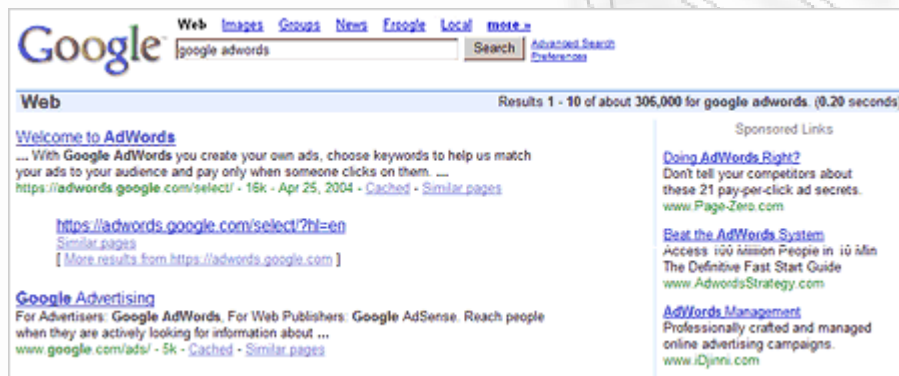 Google
Web Images Groups News Froogle Local more »
google adwords Search Advanced Search
Preferences
Web Results 1 - 10 of about 306,000 for google adwords. (0.20 seconds)
Welcome to AdWords
... With Google AdWords you create your own ads, choose keywords to help us match
your ads to your audience and pay only when someone clicks on them. ...
https://adwords.google.com/select/ - 16k - Apr 25, 2004 - Cached - Similar pages
https://adwords.google.com/select/?hl=en
Similar pages
[ More results from https://adwords.google.com ]
Google Advertising
For Advertisers: Google AdWords, For Web Publishers: Google AdSense. Reach people
when they are actively looking for information about ...
www.google.com/ads/ - 5k - Cached - Similar pages
Sponsored Links
Doing AdWords Right?
Don't tell your competitors about
these 21 pay-per-click ad secrets.
www.Page-Zero.com
Beat the AdWords System
Access 100 Million People in 10 Min
The Definitive Fast Start Guide
www.AdwordsStrategy.com
AdWords Management
Professionally crafted and managed
online advertising campaigns.
www.iDjinni.com